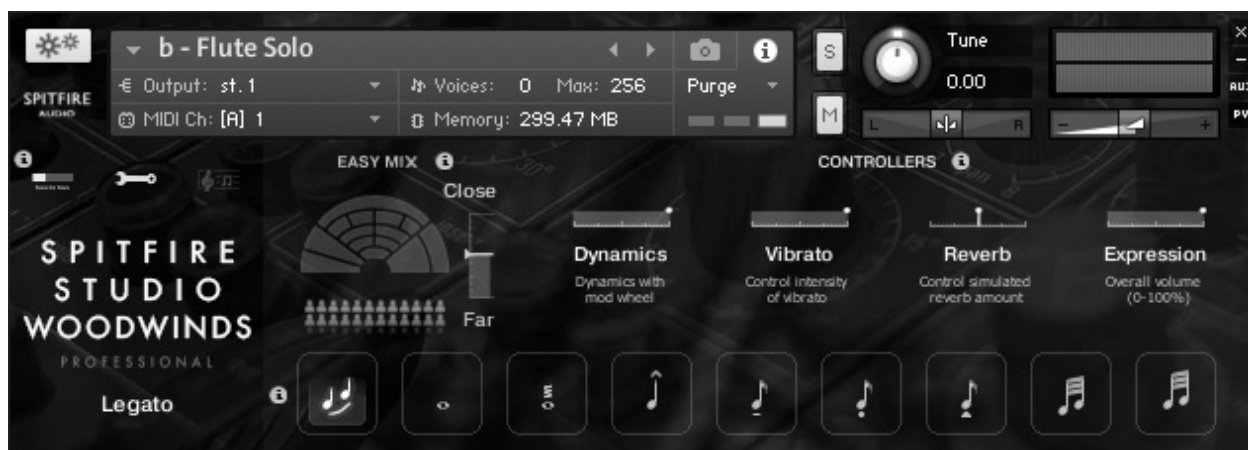 b - Flute Solo
S
Tune
0.00
SPITFIRE
AUDIO
Output: st.1
Voices: 0 Max: 256
Purge
AUX
MIDI Ch: [A] 1
Memory: 299.47 MB
M
L
R
-
+
PV
EASY MIX
CONTROLLERS
Close
Far
SPITFIRE
STUDIO
WOODWINDS
PROFESSIONAL
Legato
Dynamics
Dynamics with
mod wheel
Vibrato
Control intensity
of vibrato
Reverb
Control simulated
reverb amount
Expression
Overall volume
(0-100%)